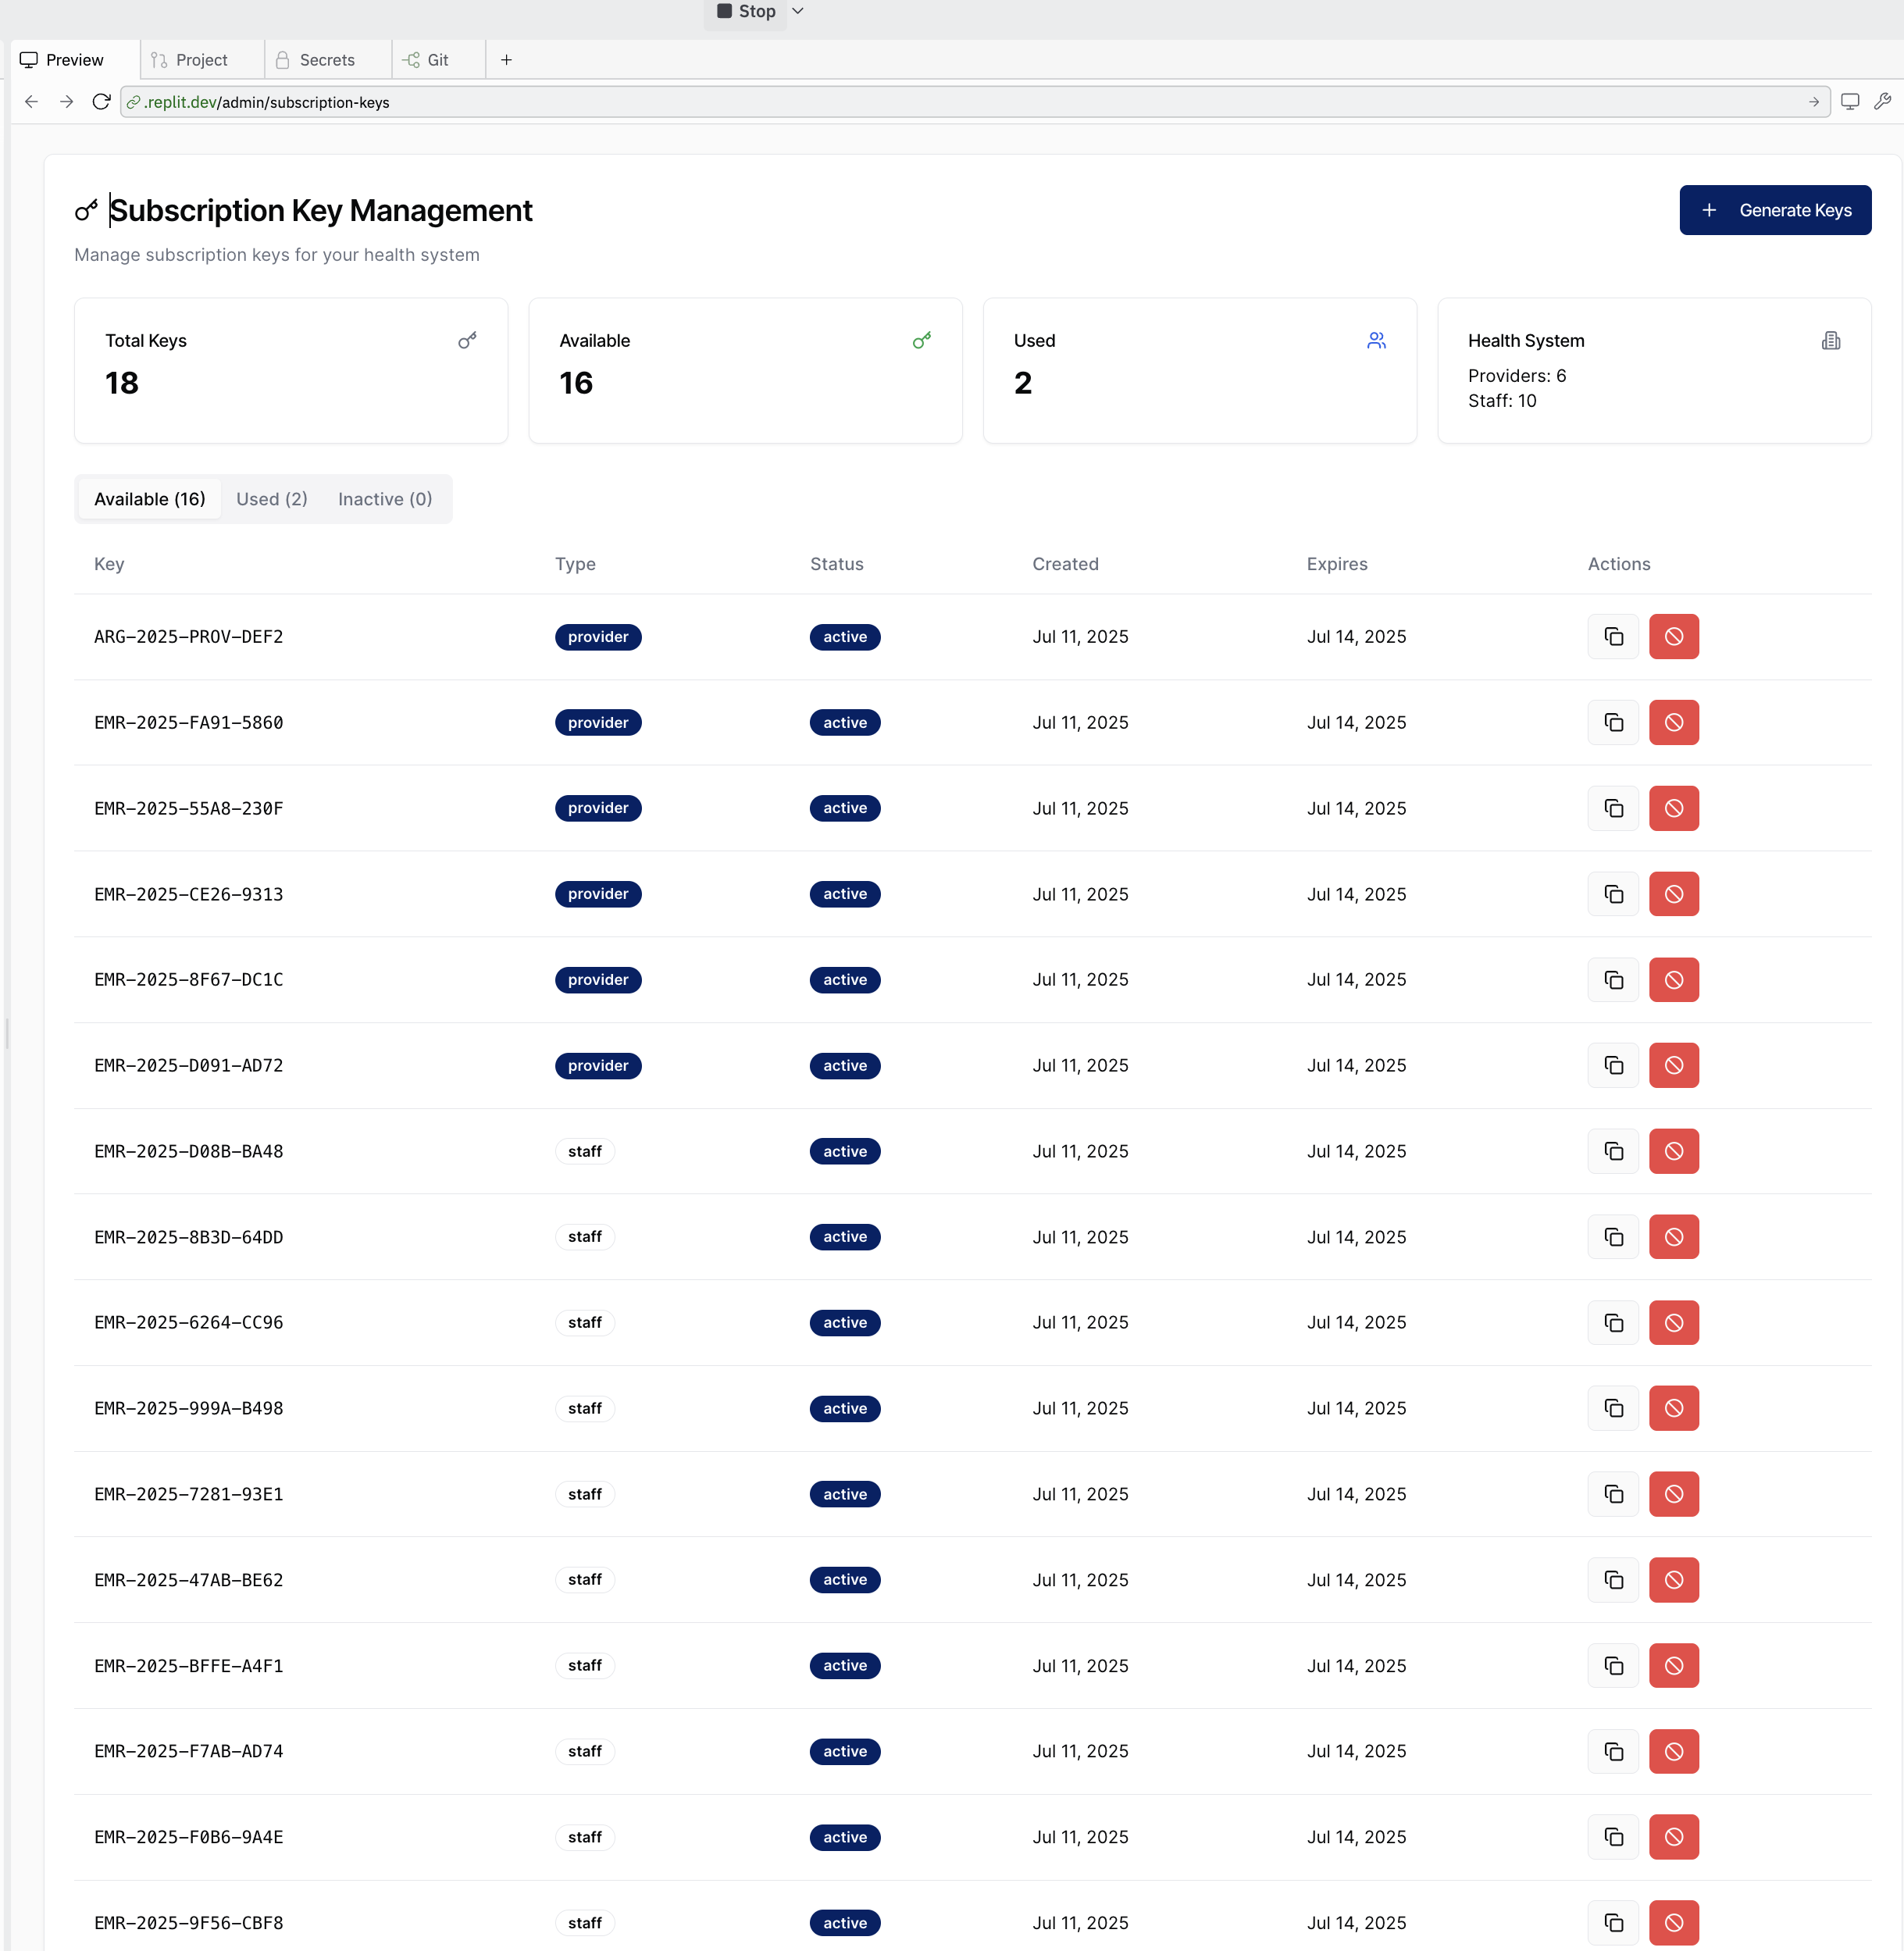 Stop
Preview
Project
Secrets
Git
.replit.dev/admin/subscription-keys
Subscription Key Management
Generate Keys
Manage subscription keys for your health system
Total Keys
18
Available
16
Used
2
Health System
Providers: 6
Staff: 10
Available (16) Used (2) Inactive (0)
Key Type Status Created Expires Actions
ARG-2025-PROV-DEF2 provider active Jul 11, 2025 Jul 14, 2025
EMR-2025-FA91-5860 provider active Jul 11, 2025 Jul 14, 2025
EMR-2025-55A8-230F provider active Jul 11, 2025 Jul 14, 2025
EMR-2025-CE26-9313 provider active Jul 11, 2025 Jul 14, 2025
EMR-2025-8F67-DC1C provider active Jul 11, 2025 Jul 14, 2025
EMR-2025-D091-AD72 provider active Jul 11, 2025 Jul 14, 2025
EMR-2025-D08B-BA48 staff active Jul 11, 2025 Jul 14, 2025
EMR-2025-8B3D-64DD staff active Jul 11, 2025 Jul 14, 2025
EMR-2025-6264-CC96 staff active Jul 11, 2025 Jul 14, 2025
EMR-2025-999A-B498 staff active Jul 11, 2025 Jul 14, 2025
EMR-2025-7281-93E1 staff active Jul 11, 2025 Jul 14, 2025
EMR-2025-47AB-BE62 staff active Jul 11, 2025 Jul 14, 2025
EMR-2025-BFFE-A4F1 staff active Jul 11, 2025 Jul 14, 2025
EMR-2025-F7AB-AD74 staff active Jul 11, 2025 Jul 14, 2025
EMR-2025-F0B6-9A4E staff active Jul 11, 2025 Jul 14, 2025
EMR-2025-9F56-CBF8 staff active Jul 11, 2025 Jul 14, 2025